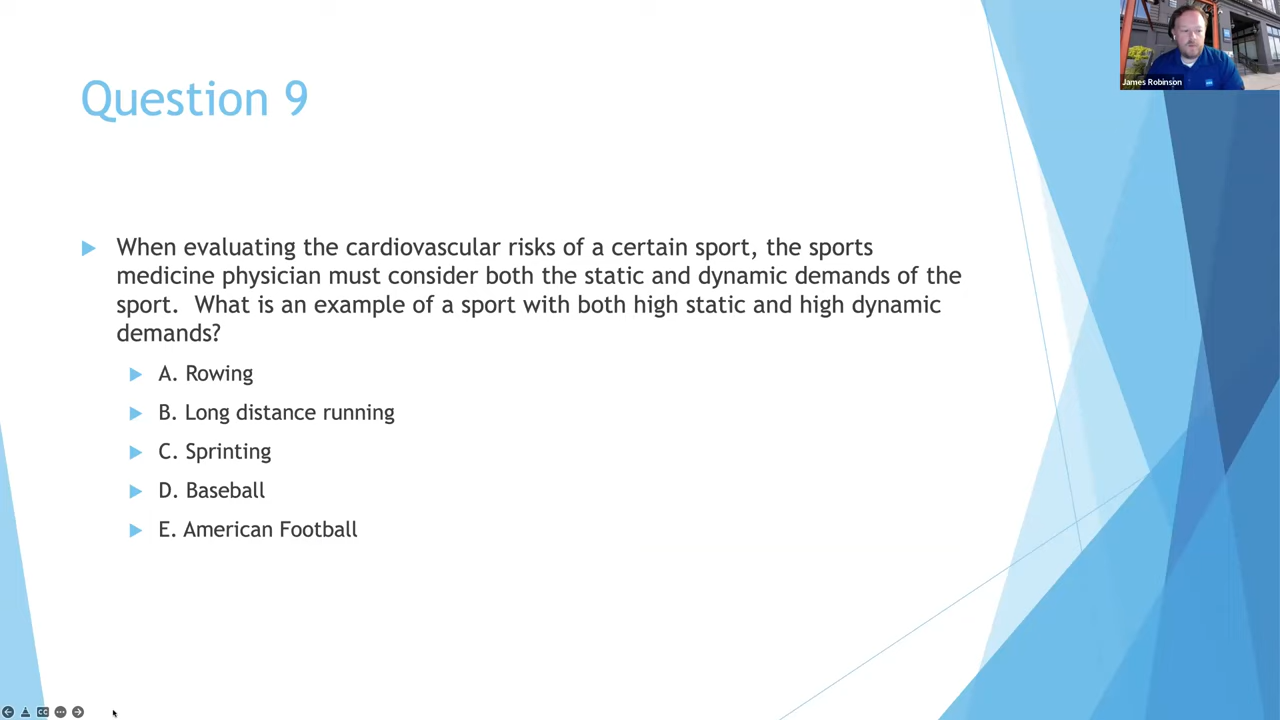 James Robinson
Question 9
When evaluating the cardiovascular risks of a certain sport, the sports
medicine physician must consider both the static and dynamic demands of the
sport.  What is an example of a sport with both high static and high dynamic
demands?
A. Rowing
B. Long distance running
C. Sprinting
D. Baseball
E. American Football
CC